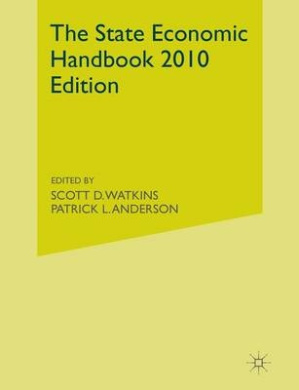 The State Economic
Handbook 2010
Edition
EDITED BY
SCOTT D. WATKINS
PATRICK L. ANDERSON